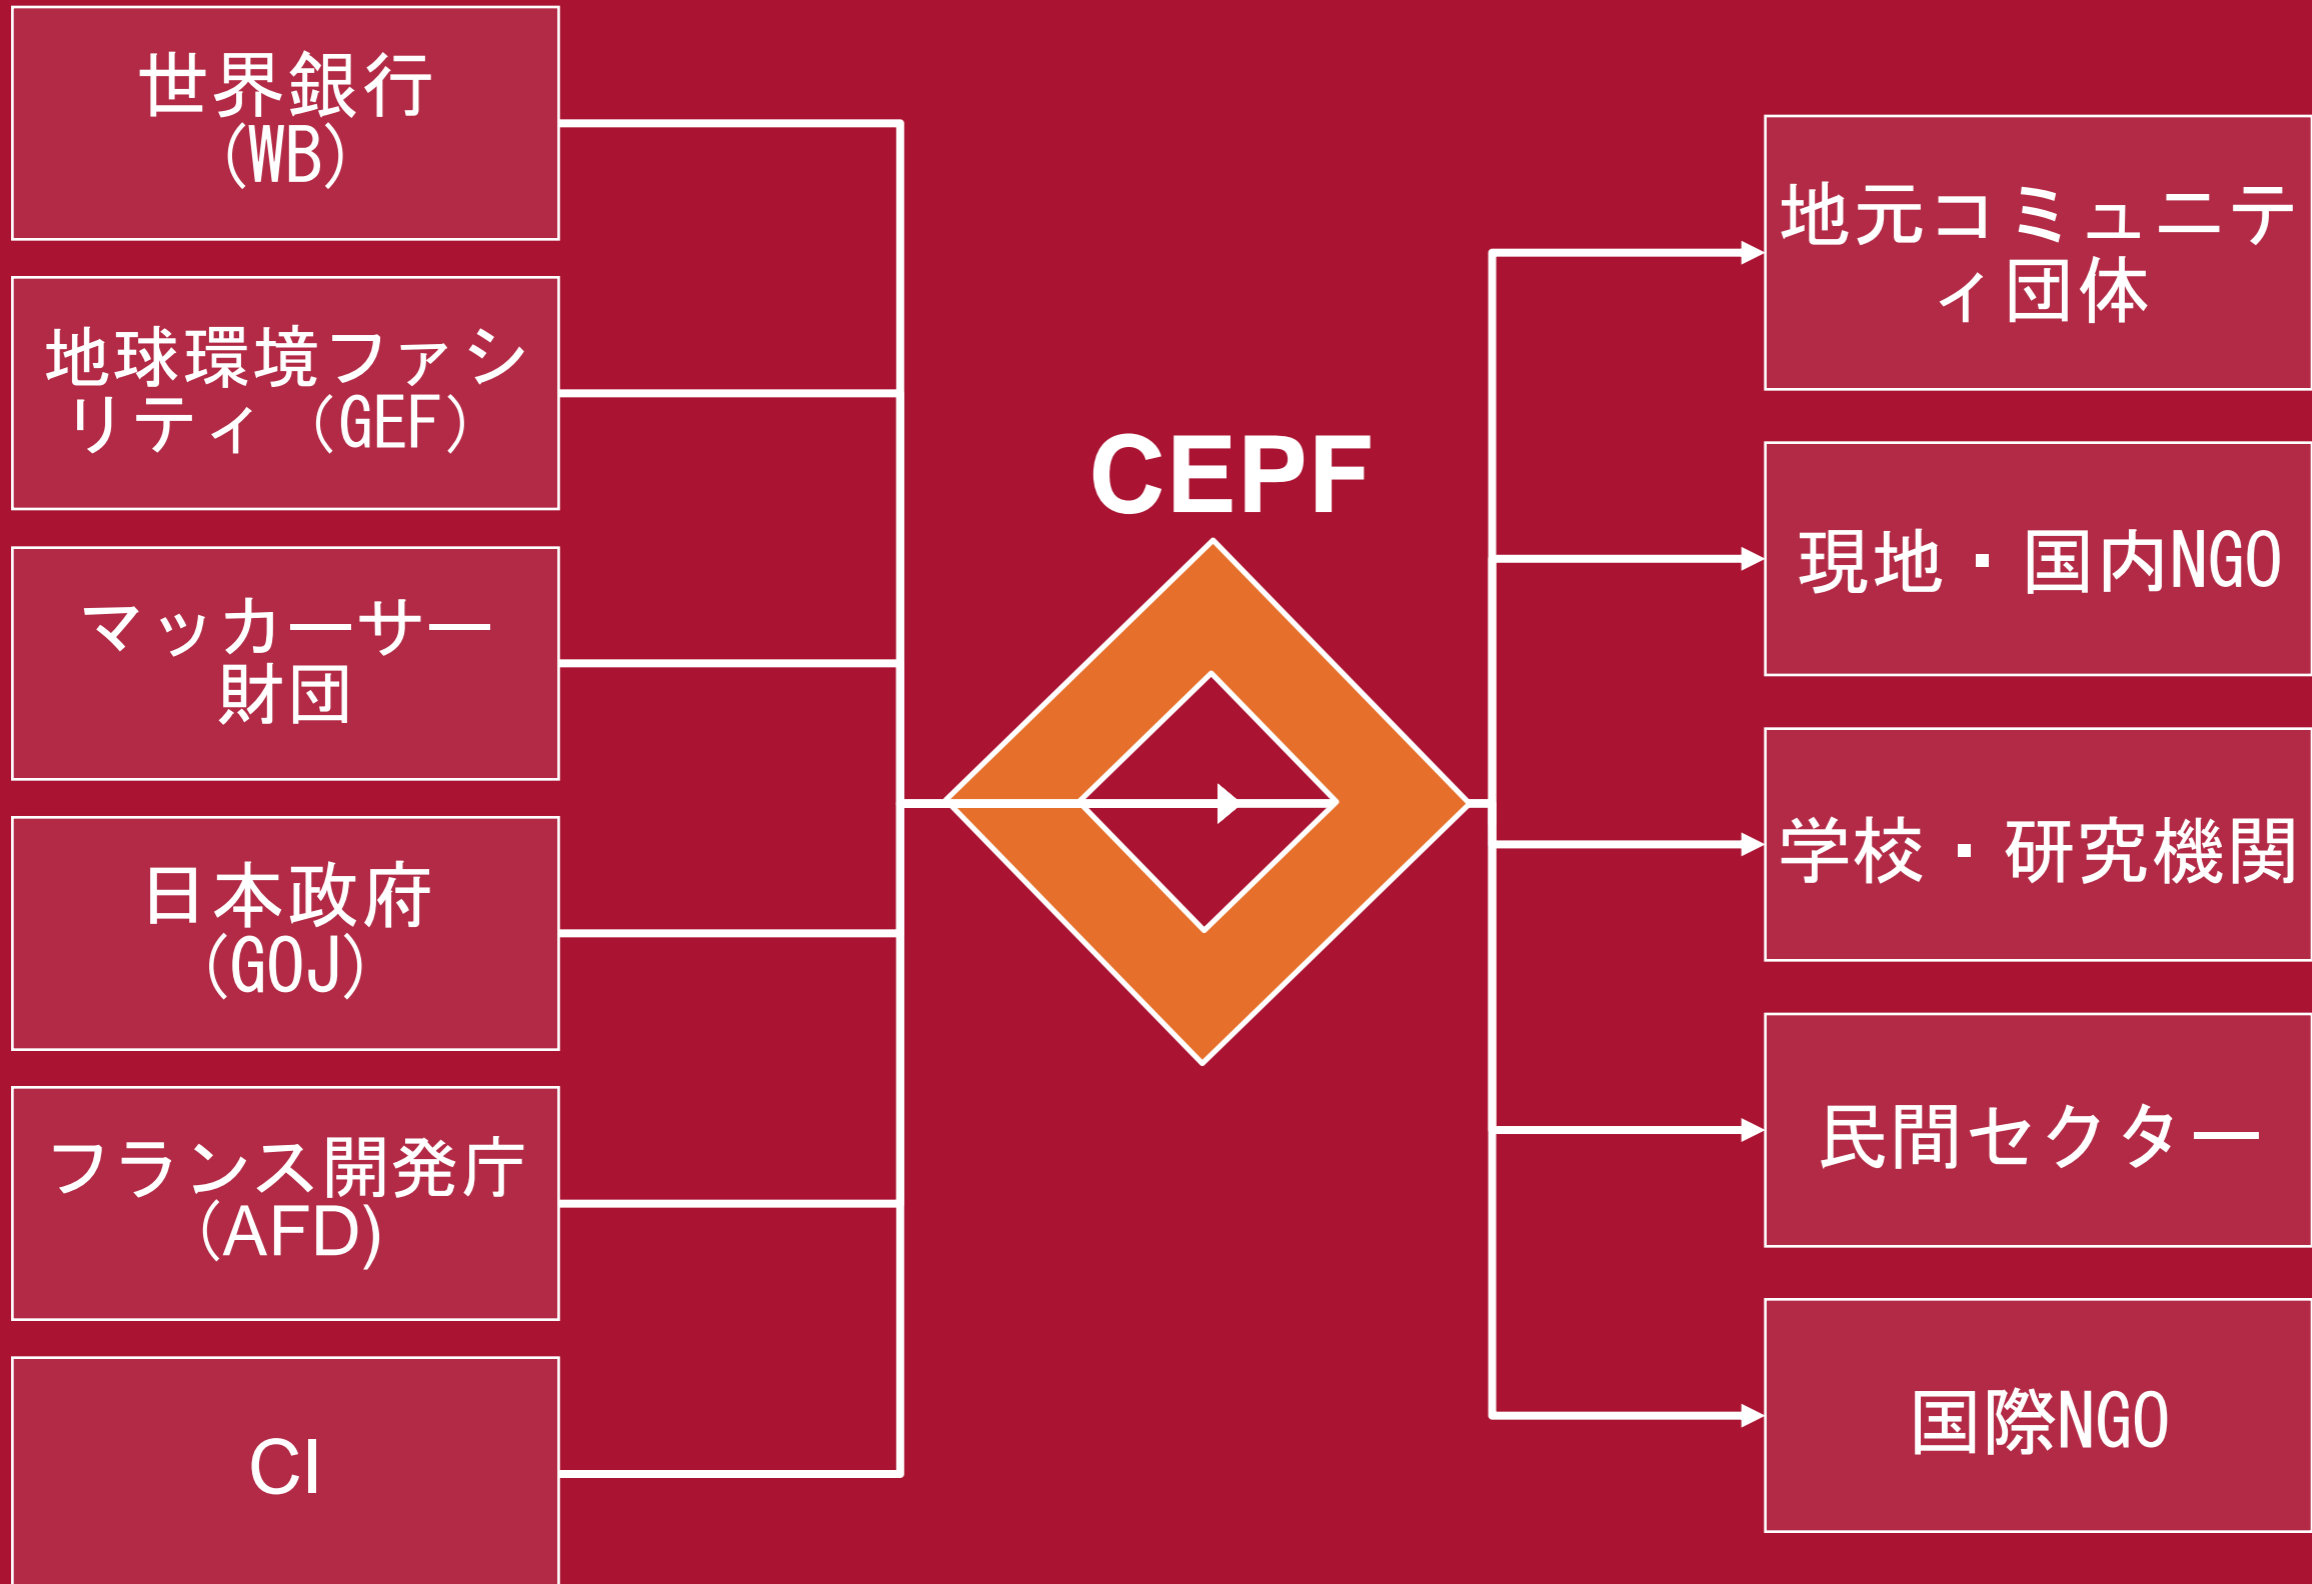 世界銀行
（WB）
地球環境ファシ
リティ（GEF）
マッカーサー
財団
日本政府
（GOJ）
フランス開発庁
（AFD)
CI
CEPF
地元コミュニテ
ィ団体
現地・国内NGO
学校・研究機関
民間セクター
国際NGO